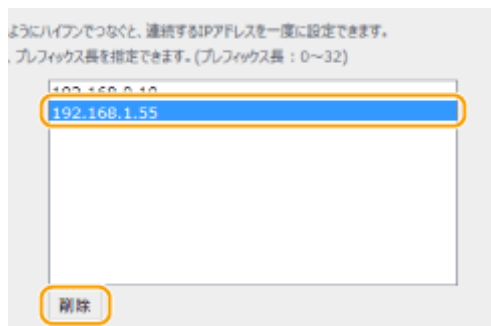 ようにハイフンでつなぐと、連続するIPアドレスを一度に設定できます。
、プレフィックス長を指定できます。(プレフィックス長:0~32)
192.168.1.55
削除